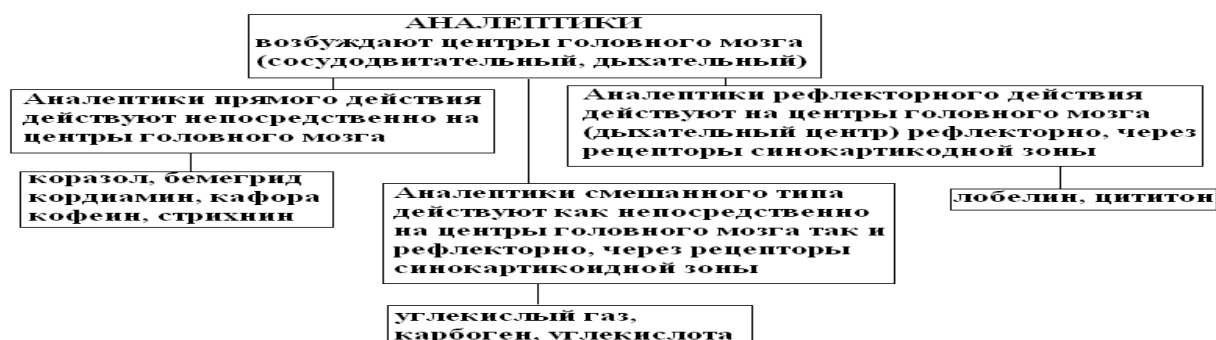 АНАЛЕПТИКИ
возбуждают центры головного мозга
(сосудодвитательный, дыхательный)
Аналептики прямого действия
действуют непосредственно на
центры головного мозга
коразол, бемегрид
кордиамин, кафора
кофеин, стрихнин
Аналептики смешанного типа
действуют как непосредственно
на центры головного мозга так и
рефлекторно, через рецепторы
синокартикоидной зоны
углекислый газ,
карбоген, углекислота
Аналептики рефлекторного действия
действуют на центры головного мозга
(дыхательный центр) рефлекторно, через
рецепторы синокартикодной зоны
лобелин, цититон